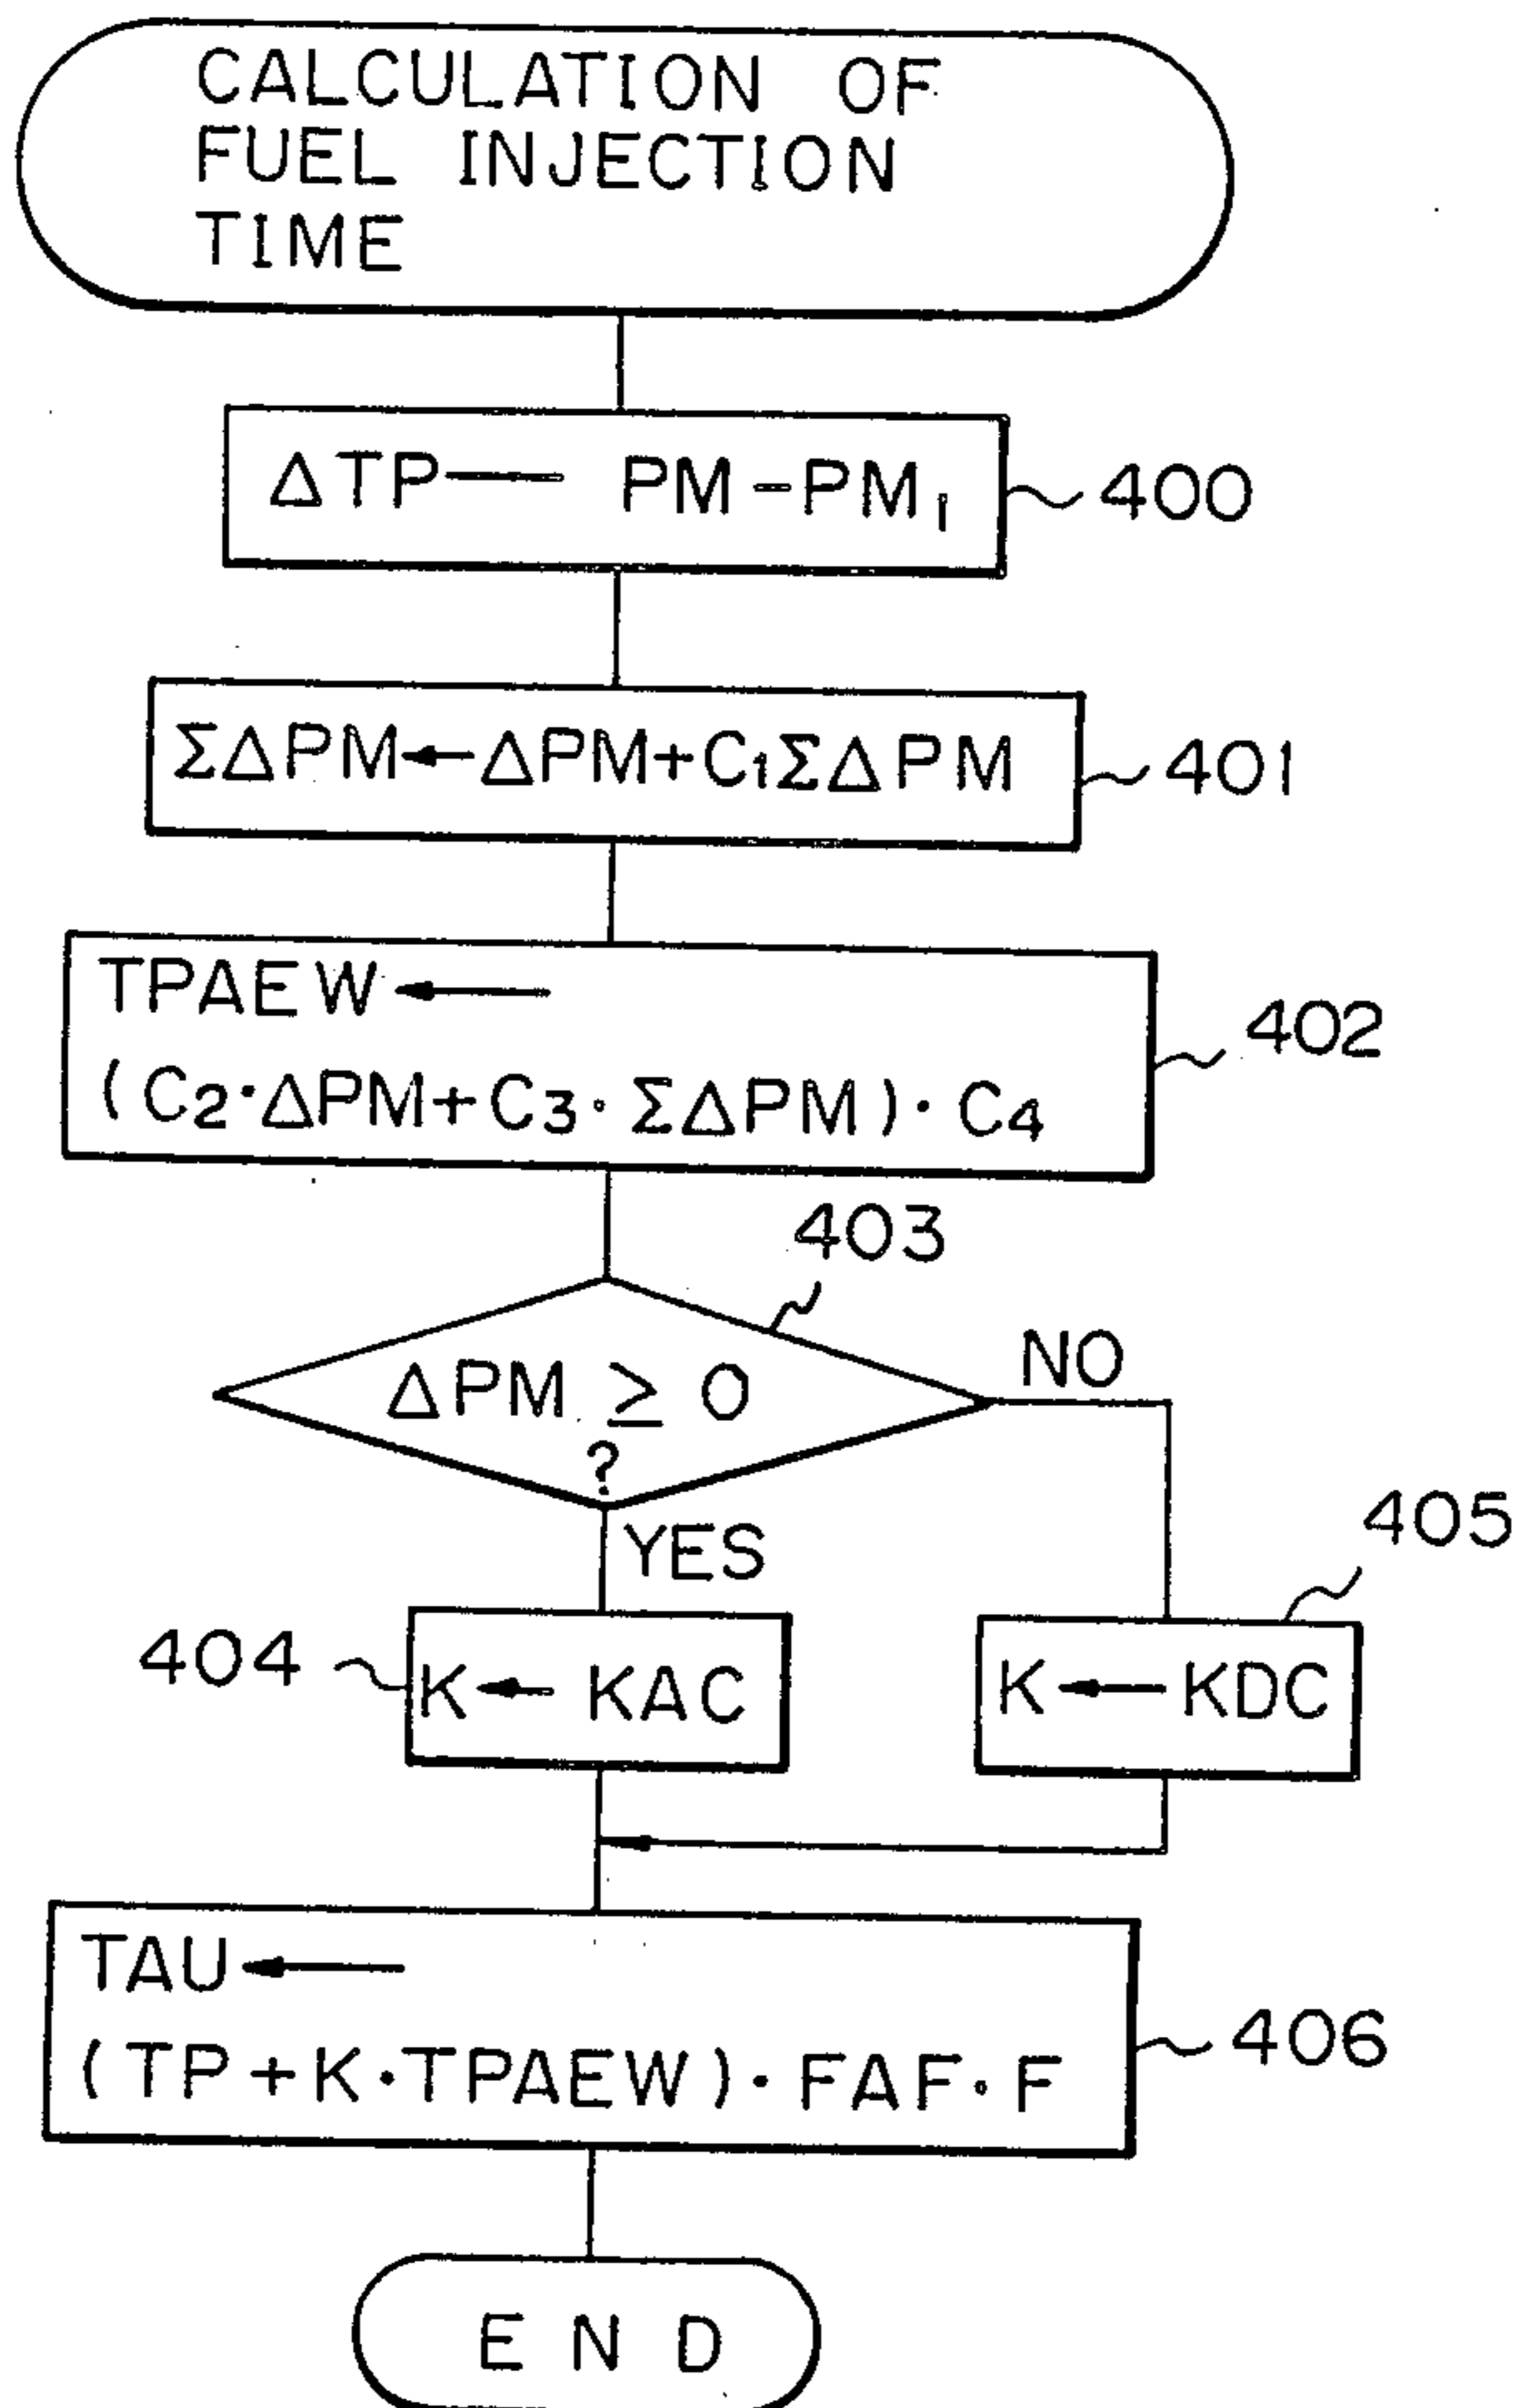 CALCULATION OF
FUEL INJECTION
TIME
ΔTP— PM-PM₁
400
ΣΔPM←ΔPM+C₁ΣΔPM
401
TPAEW←
(C₂·ΔPM+C₃·ΣΔPM)·C₄
402
403
ΔPM ≥ 0
?
NO
YES
405
404
K← KAC
K←KDC
TAU←
(TP+K·TPAEW)·FAF·F
406
END